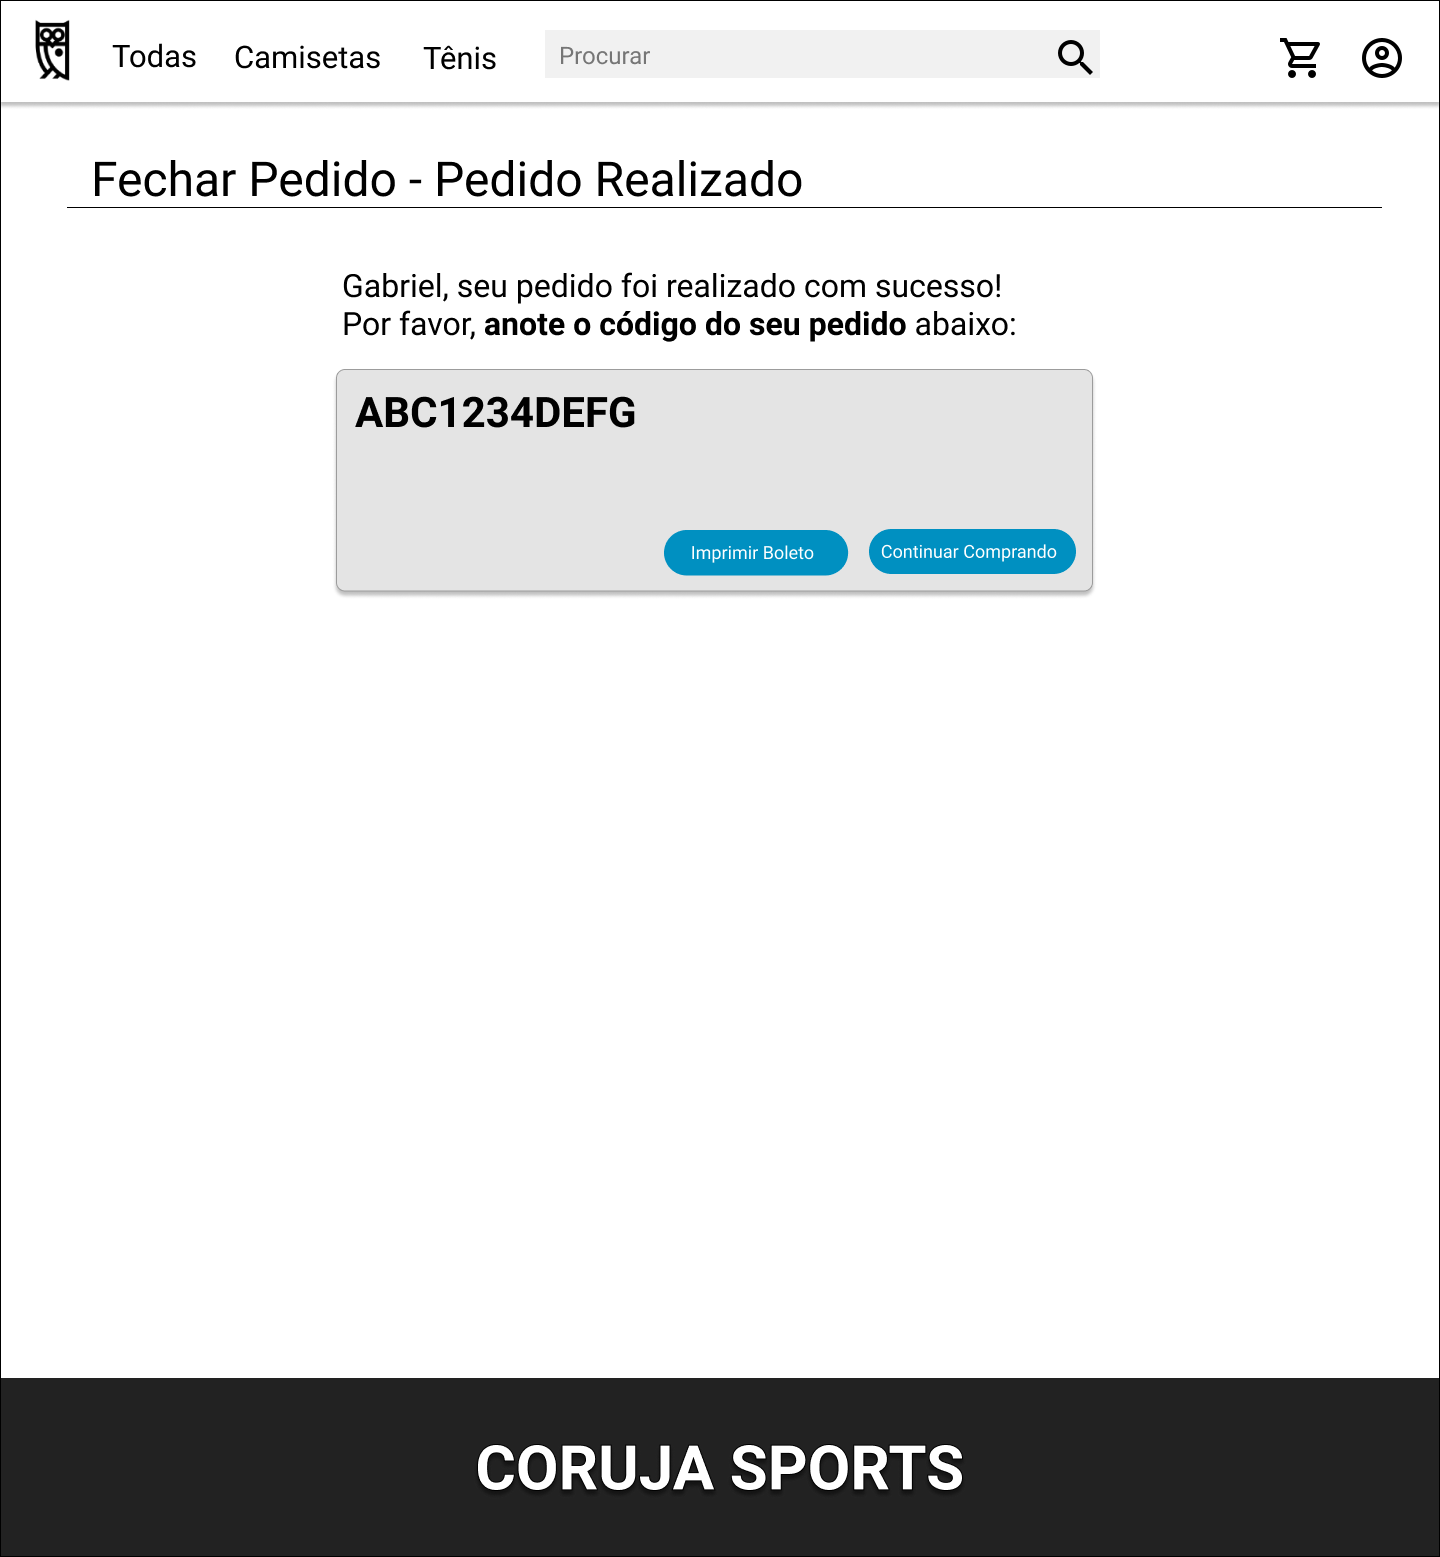 Todas Camisetas Tênis Procurar
Fechar Pedido - Pedido Realizado
Gabriel, seu pedido foi realizado com sucesso!
Por favor, anote o código do seu pedido abaixo:
ABC1234DEFG
Imprimir Boleto Continuar Comprando
CORUJA SPORTS